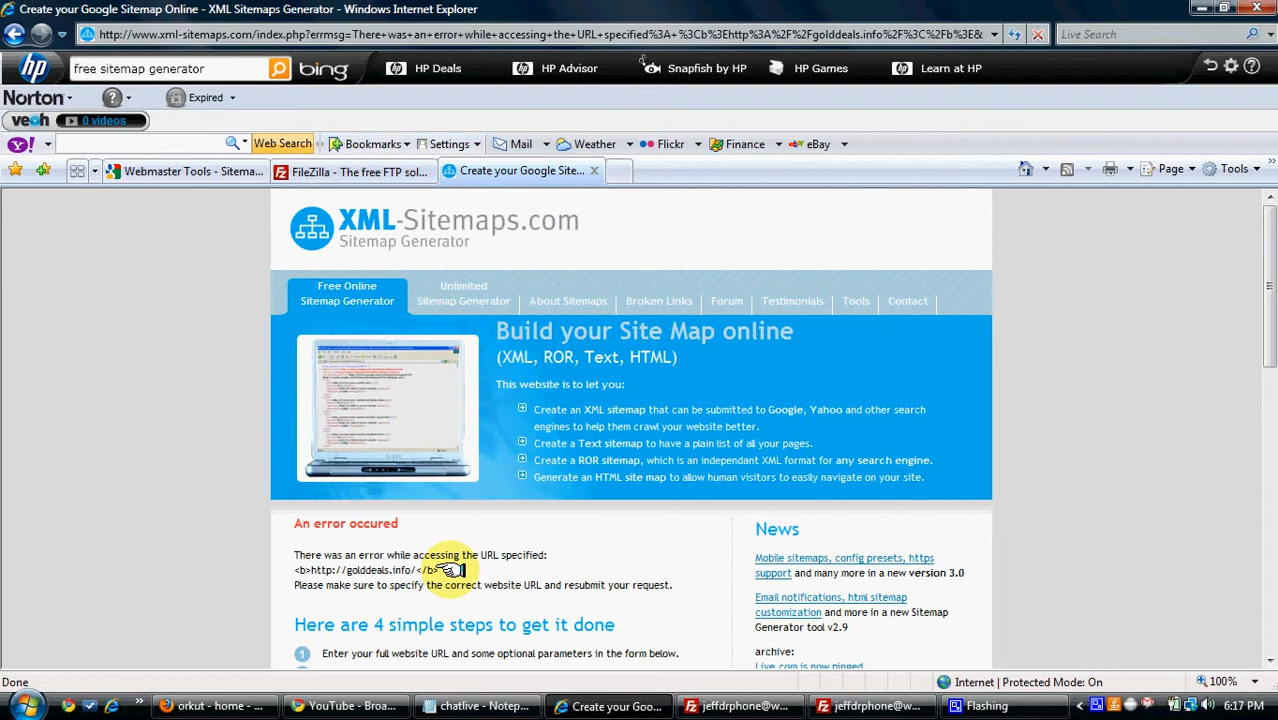 Create your Google Sitemap Online - XML Sitemaps Generator - Windows Internet Explorer
http://www.xml-sitemaps.com/index.php?errmsg=There+was+an+error+while+accessing+the+URL+specified%3A+%3Cb%3Ehttp%3A%2F%2Fgolddeals.info%2F%3C%2Fb%3E&
Live Search
hp
free sitemap generator
bing
HP Deals
HP Advisor
Snapfish by HP
HP Games
Learn at HP
Norton
Expired
veoh
0 videos
Y!
Web Search
Bookmarks
Settings
Mail
Weather
Flickr
Finance
eBay
Webmaster Tools - Sitema...
FileZilla - The free FTP sol...
Create your Google Site...
Page
Tools
XML-Sitemaps.com
Sitemap Generator
Free Online
Sitemap Generator
Unlimited
Sitemap Generator
About Sitemaps
Broken Links
Forum
Testimonials
Tools
Contact
Build your Site Map online
(XML, ROR, Text, HTML)
This website is to let you:
Create an XML sitemap that can be submitted to Google, Yahoo and other search
engines to help them crawl your website better.
Create a Text sitemap to have a plain list of all your pages.
Create a ROR sitemap, which is an independant XML format for any search engine.
Generate an HTML site map to allow human visitors to easily navigate on your site.
An error occured
There was an error while accessing the URL specified:
<b>http://golddeals.info/</b>
Please make sure to specify the correct website URL and resubmit your request.
Here are 4 simple steps to get it done
1 Enter your full website URL and some optional parameters in the form below.
News
Mobile sitemaps, config presets, https
support and many more in a new version 3.0
Email notifications, html sitemap
customization and more in a new Sitemap
Generator tool v2.9
archive:
Live.com is now pinged
Done
Internet | Protected Mode: On
100%
orkut - home - ...
YouTube - Broa...
chatlive - Notep...
Create your Goo...
jeffdrphone@w...
jeffdrphone@w...
Flashing
6:17 PM